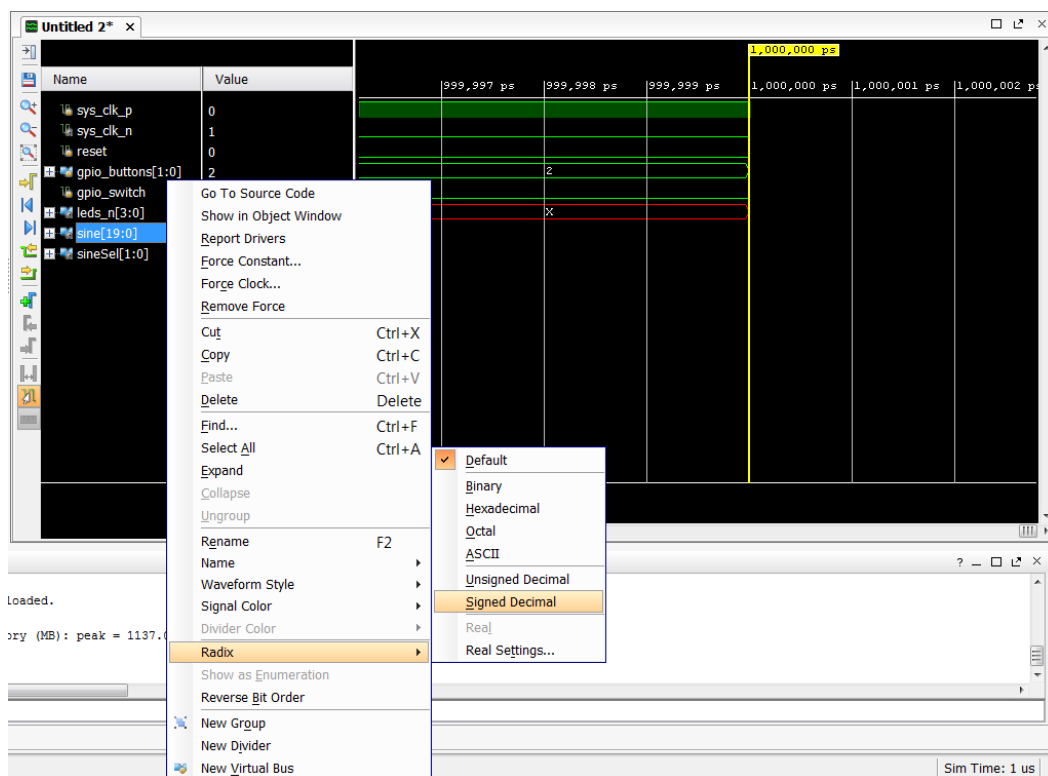 Untitled 2* ×
1,000,000 ps
Name Value
999,997 ps 999,998 ps 999,999 ps 1,000,000 ps 1,000,001 ps 1,000,002 ps
sys_clk_p 0
sys_clk_n 1
reset 0
gpio_buttons[1:0] 2 2
gpio_switch
leds_n[3:0] X
sine[19:0]
sineSel[1:0]
Go To Source Code
Show in Object Window
Report Drivers
Force Constant...
Force Clock...
Remove Force
Cut Ctrl+X
Copy Ctrl+C
Paste Ctrl+V
Delete Delete
Find... Ctrl+F
Select All Ctrl+A
Expand
Collapse
Ungroup
Rename F2
Name
Waveform Style
Signal Color
Divider Color
Radix
Show as Enumeration
Reverse Bit Order
New Group
New Divider
New Virtual Bus
Default
Binary
Hexadecimal
Octal
ASCII
Unsigned Decimal
Signed Decimal
Real
Real Settings...
loaded.
ory (MB): peak = 1137.0
Sim Time: 1 us